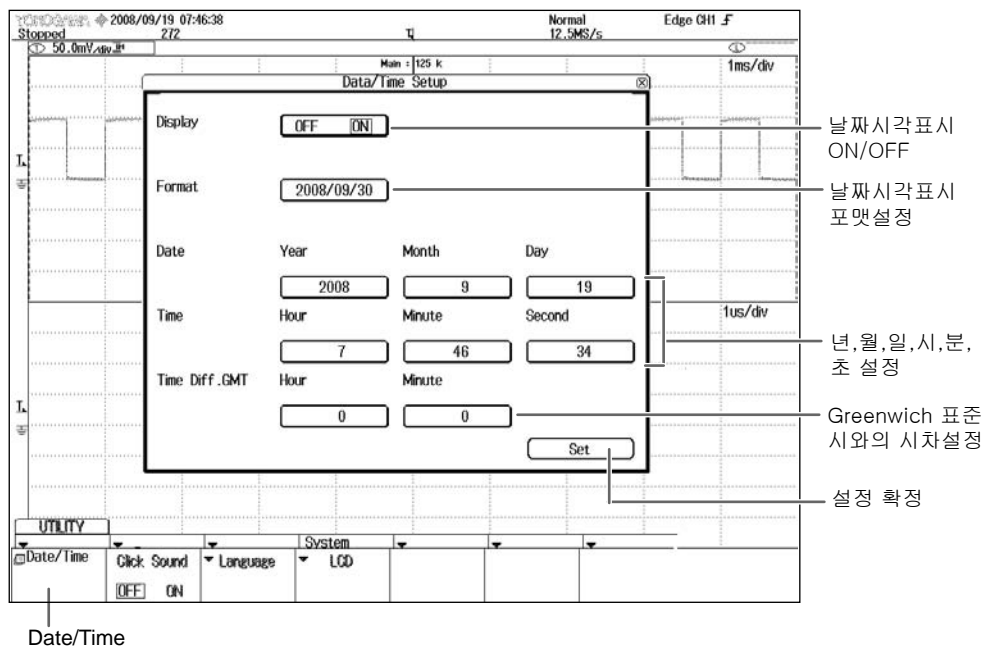 YOKOGAWA 2008/09/19 07:46:38 Normal Edge CH1
Stopped 272 12.5MS/s
50.0mV/div
Main : 125 k
1ms/div
Data/Time Setup
Display OFF ON
날짜시각표시
ON/OFF
Format 2008/09/30
날짜시각표시
포맷설정
Date Year Month Day
2008 9 19
Time Hour Minute Second
1us/div
7 46 34
년,월,일,시,분,
초 설정
Time Diff.GMT Hour Minute
0 0
Greenwich 표준
시와의 시차설정
Set
설정 확정
UTILITY
System
Date/Time Click Sound Language LCD
OFF ON
Date/Time